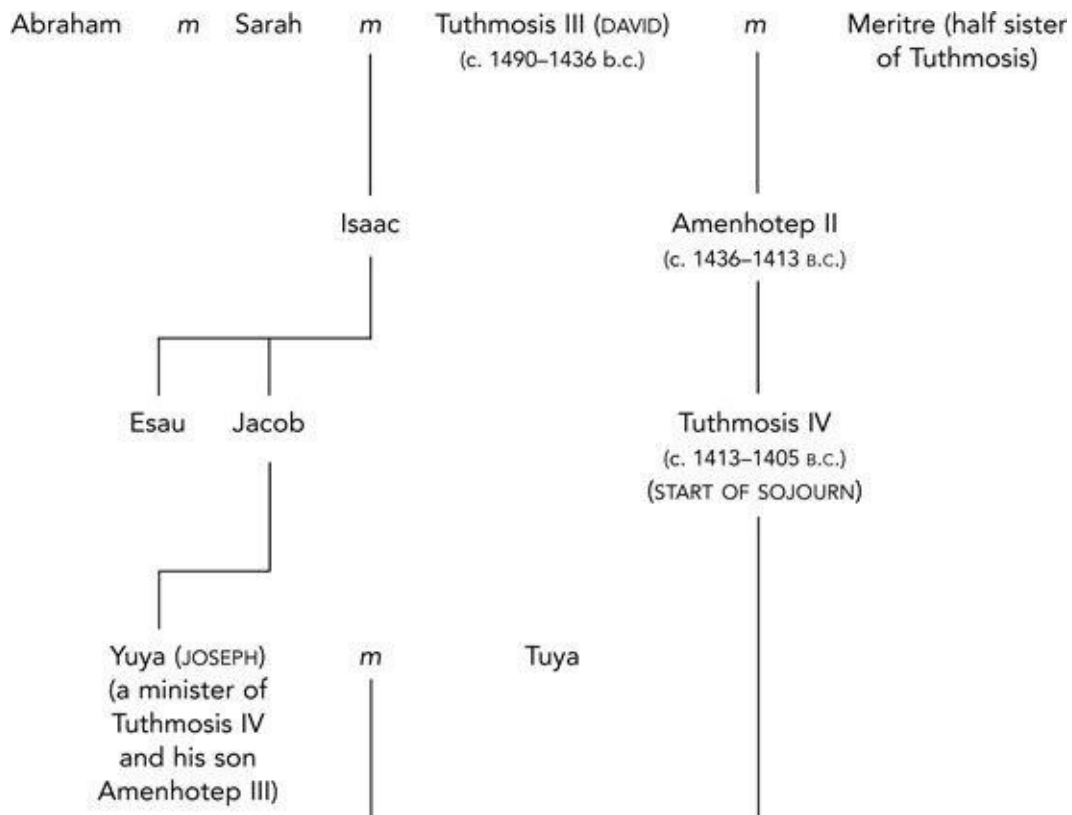 Abraham m Sarah m Tuthmosis III (DAVID) m Meritre (half sister
(c. 1490–1436 b.c.) of Tuthmosis)
Isaac Amenhotep II
(c. 1436–1413 B.C.)
Esau Jacob Tuthmosis IV
(c. 1413–1405 B.C.)
(START OF SOJOURN)
Yuya (JOSEPH) m Tuya
(a minister of
Tuthmosis IV
and his son
Amenhotep III)